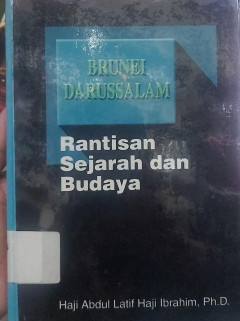 BRUNEI
DARUSSALAM
Rantisan
Sejarah dan
Budaya
Haji Abdul Latif Haji Ibrahim, Ph.D.